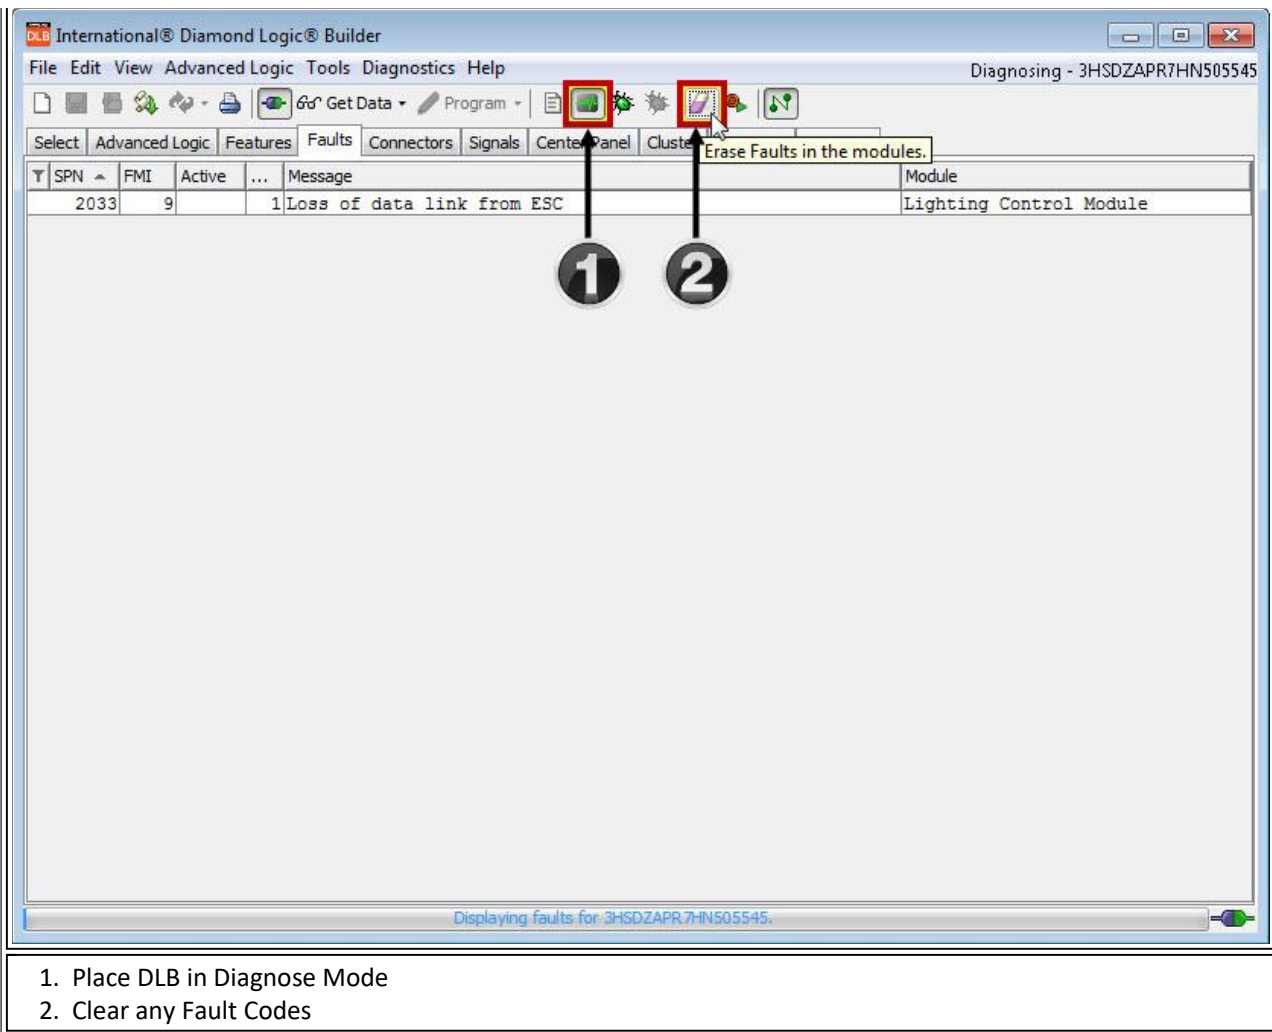 DLB International® Diamond Logic® Builder
File Edit View Advanced Logic Tools Diagnostics Help Diagnosing - 3HSDZAPR7HN505545
Get Data Program
Select Advanced Logic Features Faults Connectors Signals Center Panel Cluster
Erase Faults in the modules.
SPN FMI Active ... Message Module
2033 9 1 Loss of data link from ESC Lighting Control Module
1 2
Displaying faults for 3HSDZAPR7HN505545.
1. Place DLB in Diagnose Mode
2. Clear any Fault Codes